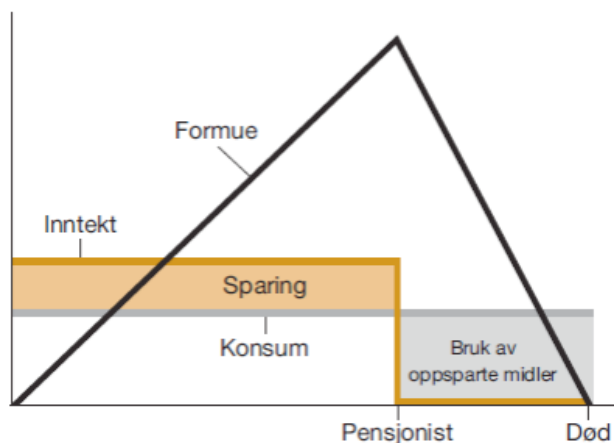 Formue
Inntekt
Sparing
Konsum
Bruk av
oppsparte midler
Pensjonist
Død